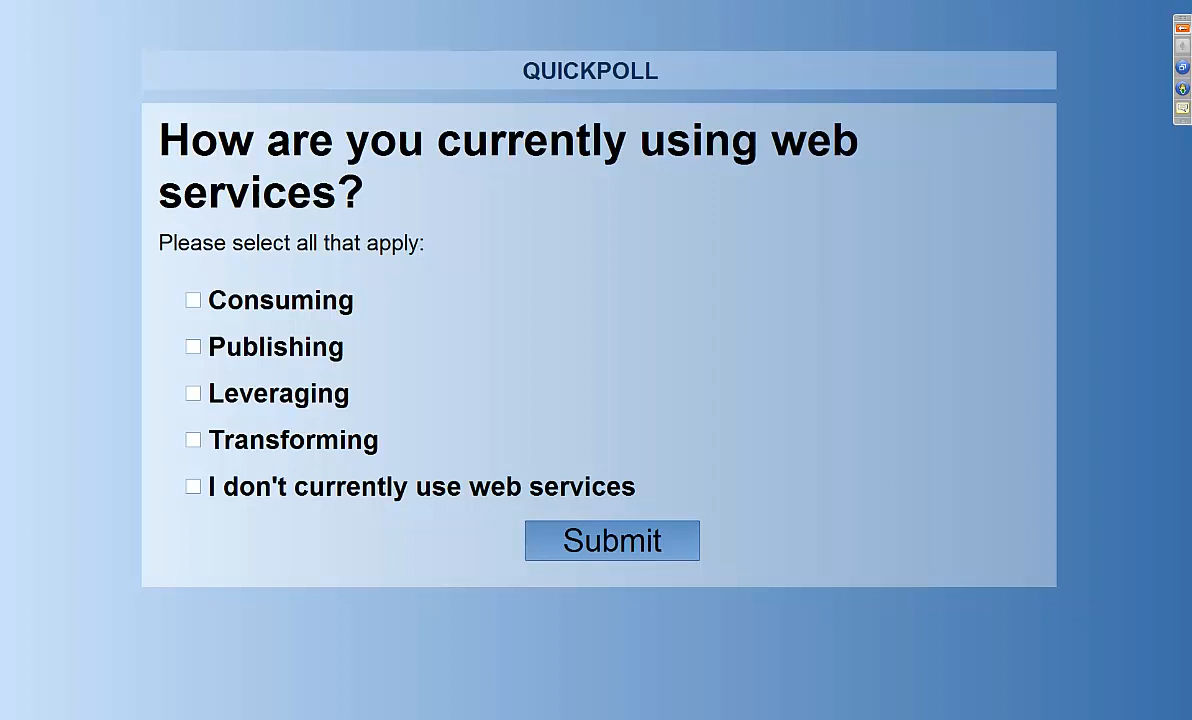 QUICKPOLL
How are you currently using web
services?
Please select all that apply:
Consuming
Publishing
Leveraging
Transforming
I don't currently use web services
Submit